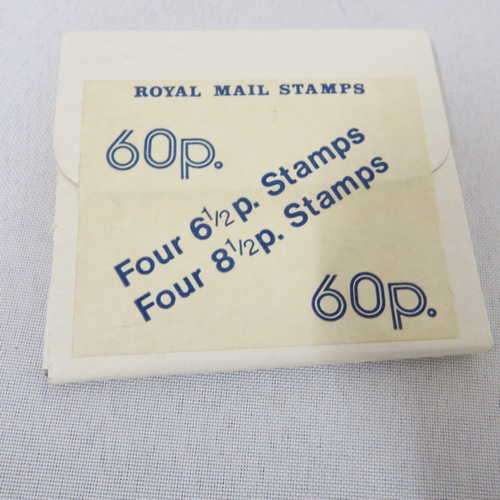 ROYAL MAIL STAMPS
60p.
Four 6½p. Stamps
Four 8½p. Stamps
60p.